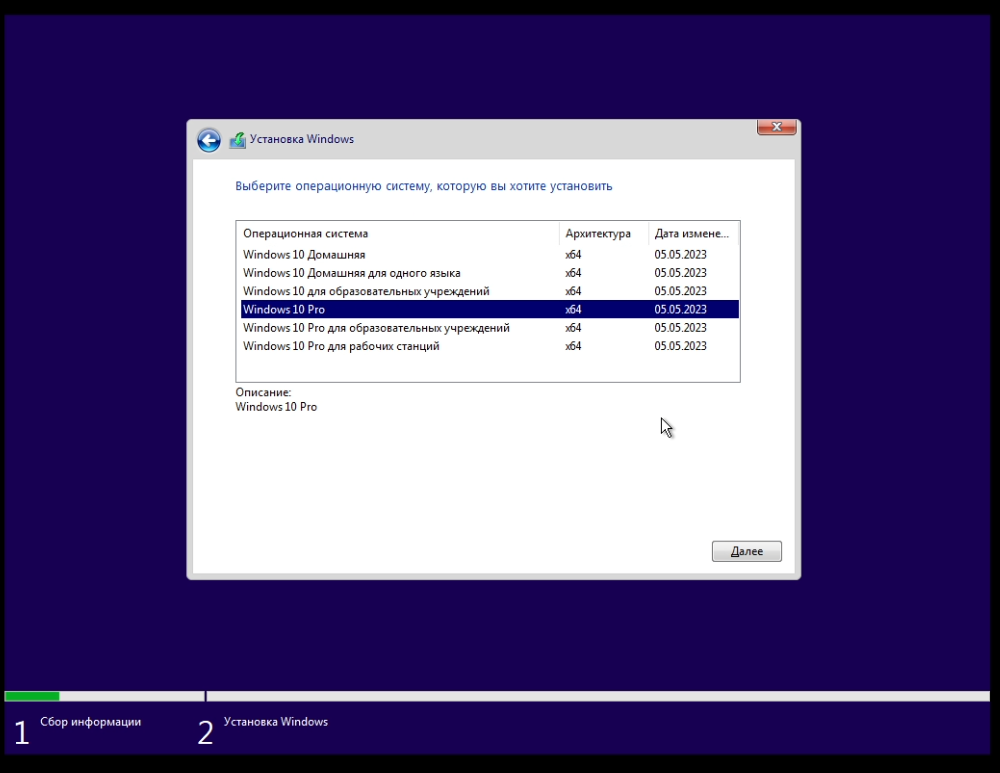 Установка Windows
Выберите операционную систему, которую вы хотите установить
Операционная система Архитектура Дата измене...
Windows 10 Домашняя x64 05.05.2023
Windows 10 Домашняя для одного языка x64 05.05.2023
Windows 10 для образовательных учреждений x64 05.05.2023
Windows 10 Pro x64 05.05.2023
Windows 10 Pro для образовательных учреждений x64 05.05.2023
Windows 10 Pro для рабочих станций x64 05.05.2023
Описание:
Windows 10 Pro
Далее
1 Сбор информации 2 Установка Windows